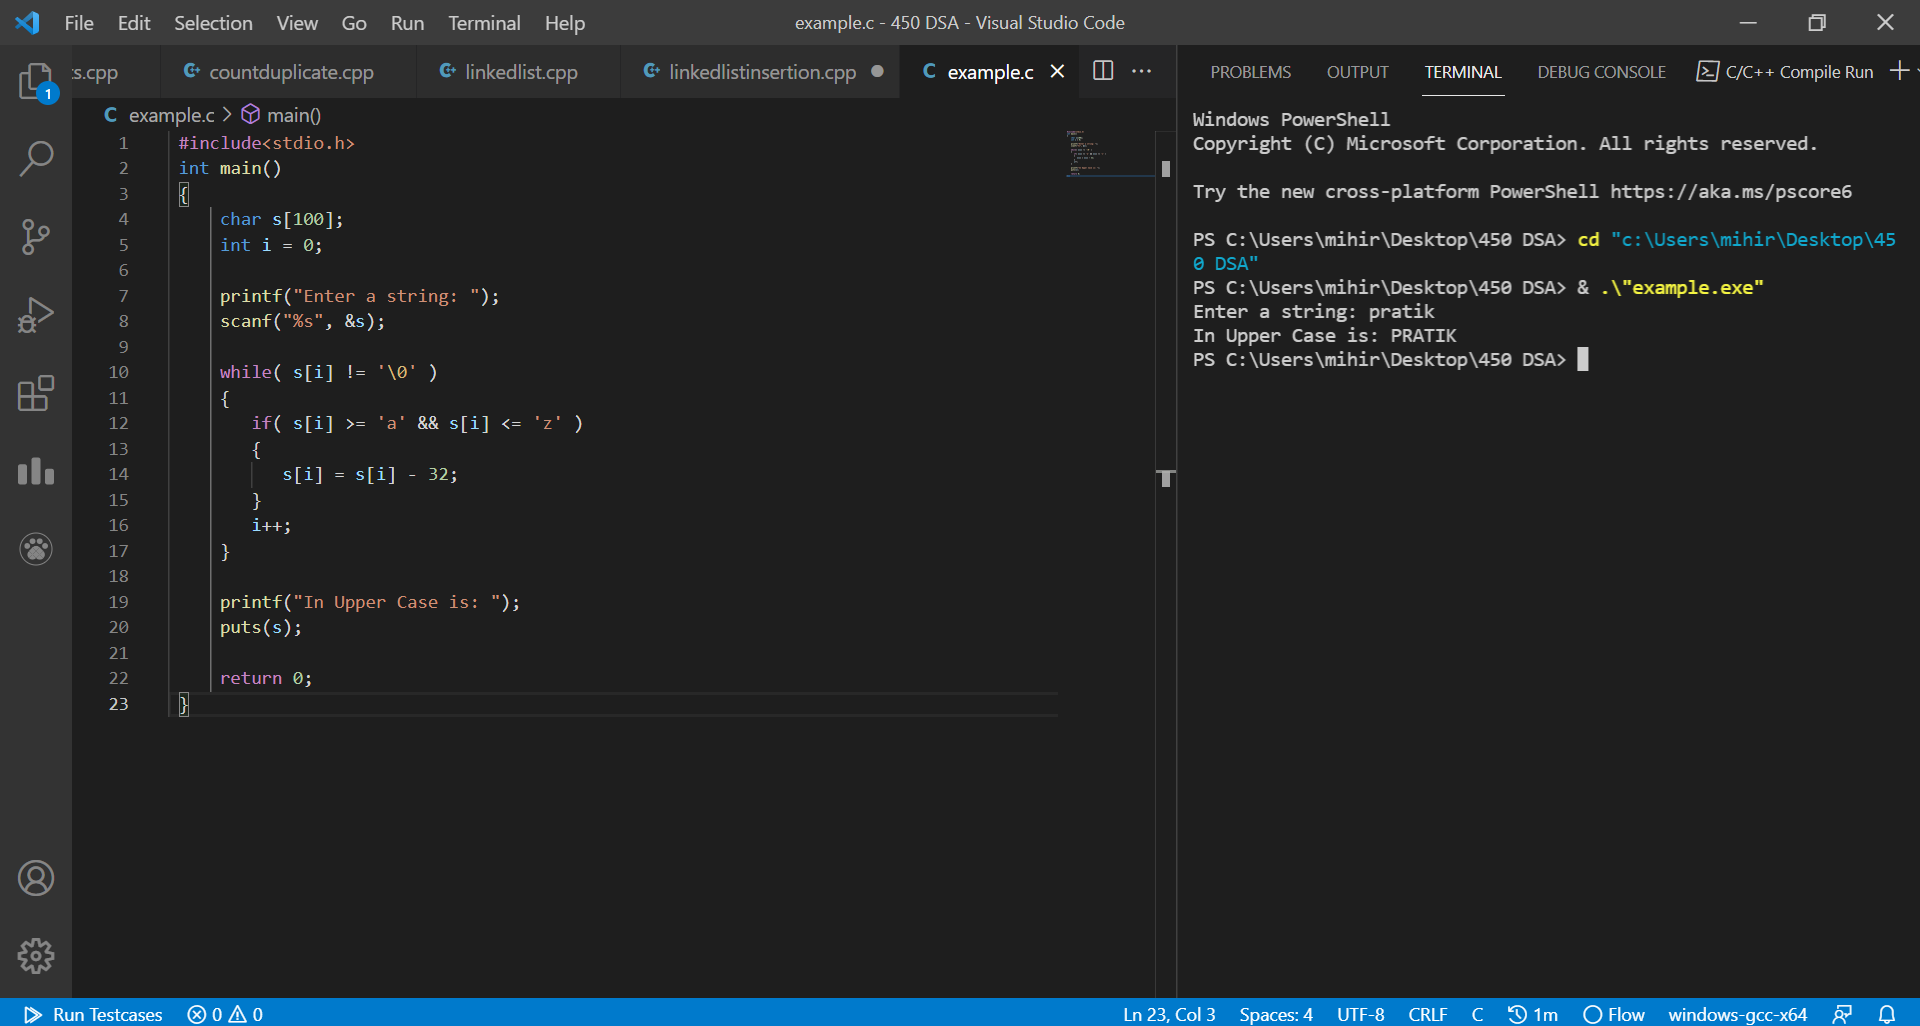 File Edit Selection View Go Run Terminal Help example.c - 450 DSA - Visual Studio Code
s.cpp countduplicate.cpp linkedlist.cpp linkedlistinsertion.cpp example.c
PROBLEMS OUTPUT TERMINAL DEBUG CONSOLE C/C++ Compile Run
1
C example.c > main()
1 #include<stdio.h>
2 int main()
3 {
4 char s[100];
5 int i = 0;
6
7 printf("Enter a string: ");
8 scanf("%s", &s);
9
10 while( s[i] != '\0' )
11 {
12 if( s[i] >= 'a' && s[i] <= 'z' )
13 {
14 s[i] = s[i] - 32;
15 }
16 i++;
17 }
18
19 printf("In Upper Case is: ");
20 puts(s);
21
22 return 0;
23 }
Windows PowerShell
Copyright (C) Microsoft Corporation. All rights reserved.
Try the new cross-platform PowerShell https://aka.ms/pscore6
PS C:\Users\mihir\Desktop\450 DSA> cd "c:\Users\mihir\Desktop\45
0 DSA"
PS C:\Users\mihir\Desktop\450 DSA> & .\"example.exe"
Enter a string: pratik
In Upper Case is: PRATIK
PS C:\Users\mihir\Desktop\450 DSA>
Run Testcases 0 0 Ln 23, Col 3 Spaces: 4 UTF-8 CRLF C 1m Flow windows-gcc-x64